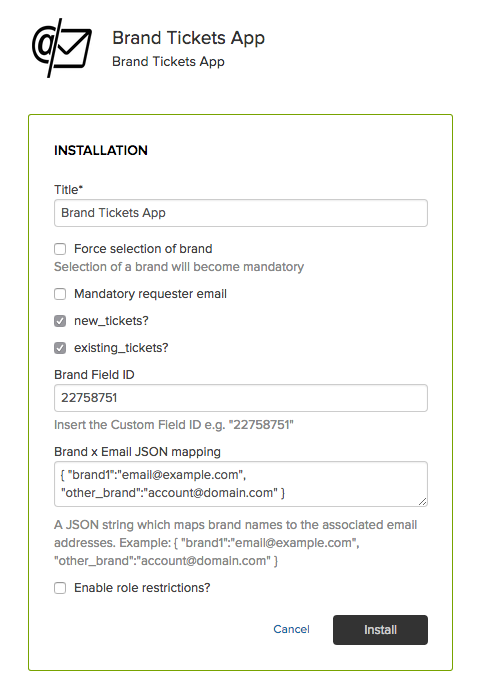 @
Brand Tickets App
Brand Tickets App
INSTALLATION
Title*
Brand Tickets App
Force selection of brand
Selection of a brand will become mandatory
Mandatory requester email
new_tickets?
existing_tickets?
Brand Field ID
22758751
Insert the Custom Field ID e.g. "22758751"
Brand x Email JSON mapping
{ "brand1":"email@example.com",
"other_brand":"account@domain.com" }
A JSON string which maps brand names to the associated email
addresses. Example: { "brand1":"email@example.com",
"other_brand":"account@domain.com" }
Enable role restrictions?
Cancel
Install